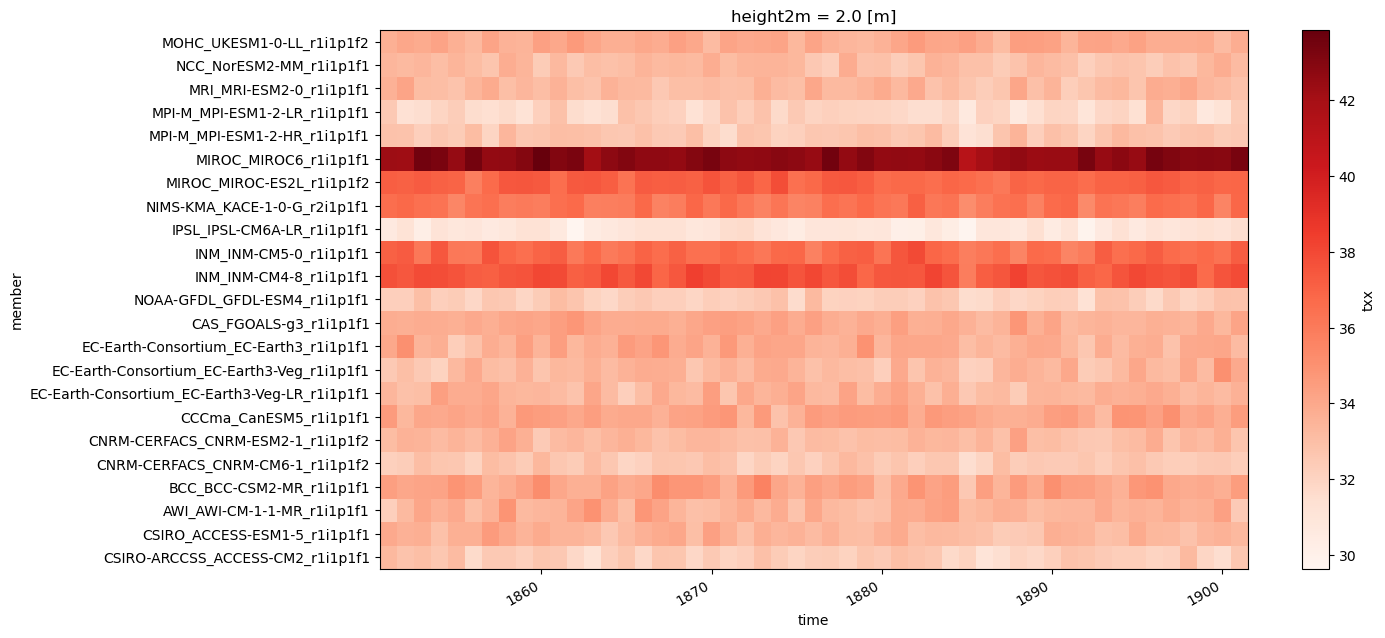 height2m = 2.0 [m]
MOHC_UKESM1-0-LL_r1i1p1f2
NCC_NorESM2-MM_r1i1p1f1
MRI_MRI-ESM2-0_r1i1p1f1
MPI-M_MPI-ESM1-2-LR_r1i1p1f1
MPI-M_MPI-ESM1-2-HR_r1i1p1f1
MIROC_MIROC6_r1i1p1f1
MIROC_MIROC-ES2L_r1i1p1f2
NIMS-KMA_KACE-1-0-G_r2i1p1f1
IPSL_IPSL-CM6A-LR_r1i1p1f1
INM_INM-CM5-0_r1i1p1f1
INM_INM-CM4-8_r1i1p1f1
NOAA-GFDL_GFDL-ESM4_r1i1p1f1
CAS_FGOALS-g3_r1i1p1f1
EC-Earth-Consortium_EC-Earth3_r1i1p1f1
EC-Earth-Consortium_EC-Earth3-Veg_r1i1p1f1
EC-Earth-Consortium_EC-Earth3-Veg-LR_r1i1p1f1
CCCma_CanESM5_r1i1p1f1
CNRM-CERFACS_CNRM-ESM2-1_r1i1p1f2
CNRM-CERFACS_CNRM-CM6-1_r1i1p1f2
BCC_BCC-CSM2-MR_r1i1p1f1
AWI_AWI-CM-1-1-MR_r1i1p1f1
CSIRO_ACCESS-ESM1-5_r1i1p1f1
CSIRO-ARCCSS_ACCESS-CM2_r1i1p1f1
member
1860
1870
1880
1890
1900
time
42
40
38
36
34
32
30
txx